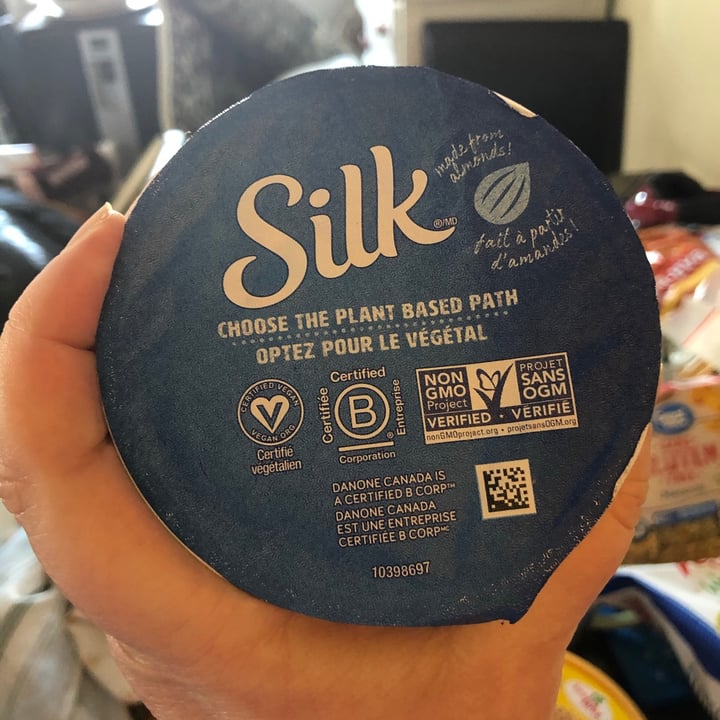 Silk
®/MD
made from
almonds!
fait à partir
d'amandes!
CHOOSE THE PLANT BASED PATH
OPTEZ POUR LE VÉGÉTAL
CERTIFIED VEGAN
VEGAN.ORG
Certifié
végétalien
Certified
Certifiée
B
Entreprise
®
Corporation
NON
GMO
Project
VERIFIED
PROJET
SANS
OGM
VÉRIFIÉ
nonGMOproject.org • projetsansOGM.org
DANONE CANADA IS
A CERTIFIED B CORP™
DANONE CANADA
EST UNE ENTREPRISE
CERTIFIÉE B CORPMC
10398697